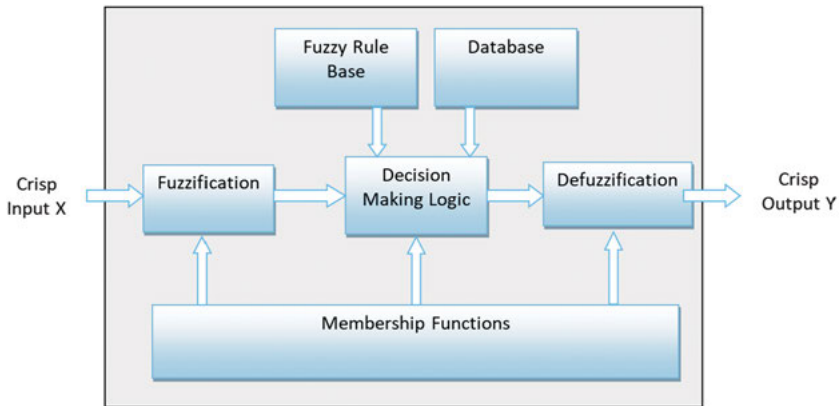 Fuzzy Rule
Base
Database
Crisp
Input X
Fuzzification
Decision
Making Logic
Defuzzification
Crisp
Output Y
Membership Functions